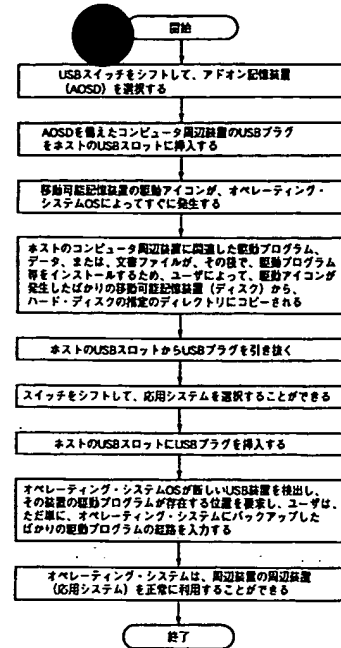 開始
USBスイッチをシフトして、アドオン記憶装置
(AOSD)を選択する
AOSDを備えたコンピュータ周辺装置のUSBプラグ
をホストのUSBスロットに挿入する
移動可能記憶装置の駆動アイコンが、オペレーティング・
システムOSによってすぐに発生する
ホストのコンピュータ周辺装置に関連した駆動プログラム、
データ、または、文書ファイルが、その後で、駆動プログラム
等をインストールするため、ユーザによって、駆動アイコンが
発生したばかりの移動可能記憶装置(ディスク)から、
ハード・ディスクの指定のディレクトリにコピーされる
ホストのUSBスロットからUSBプラグを引き抜く
スイッチをシフトして、応用システムを選択することができる
ホストのUSBスロットにUSBプラグを挿入する
オペレーティング・システムOSが新しいUSB装置を検出し、
その装置の駆動プログラムが存在する位置を要求し、ユーザは、
ただ単に、オペレーティング・システムにバックアップした
ばかりの駆動プログラムの経路を入力する
オペレーティング・システムは、周辺装置の周辺装置
(応用システム)を正常に利用することができる
終了